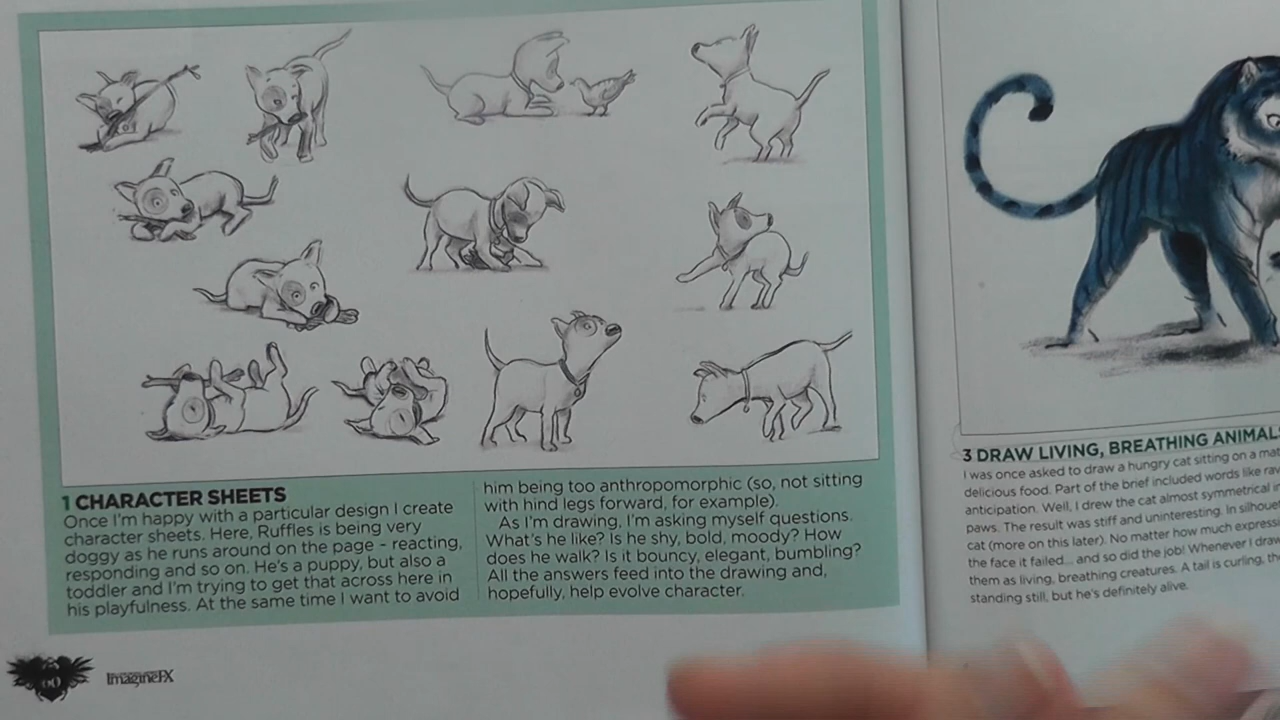 1 CHARACTER SHEETS
Once I'm happy with a particular design I create
character sheets. Here, Ruffles is being very
doggy as he runs around on the page – reacting,
responding and so on. He's a puppy, but also a
toddler and I'm trying to get that across here in
his playfulness. At the same time I want to avoid
him being too anthropomorphic (so, not sitting
with hind legs forward, for example).
As I'm drawing, I'm asking myself questions.
What's he like? Is he shy, bold, moody? How
does he walk? Is it bouncy, elegant, bumbling?
All the answers feed into the drawing and,
hopefully, help evolve character.
ImagineFX
3 DRAW LIVING, BREATHING ANIMALS
I was once asked to draw a hungry cat sitting on a mat
delicious food. Part of the brief included words like
anticipation. Well, I drew the cat almost symmetrical
paws. The result was stiff and uninteresting. In
cat (more on this later). No matter how much
the face it failed... and so did the job! Whenever I draw
them as living, breathing creatures. A tail is curling,
standing still, but he's definitely alive.